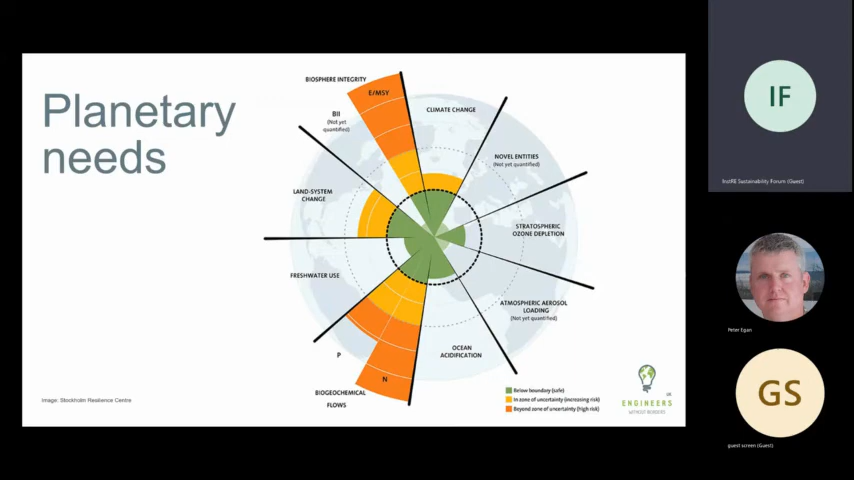 Planetary
needs
BIOSPHERE INTEGRITY
E/MSY
BII
(Not yet
quantified)
CLIMATE CHANGE
NOVEL ENTITIES
(Not yet quantified)
LAND-SYSTEM
CHANGE
STRATOSPHERIC
OZONE DEPLETION
FRESHWATER USE
ATMOSPHERIC AEROSOL
LOADING
(Not yet quantified)
P
N
OCEAN
ACIDIFICATION
BIOGEOCHEMICAL
FLOWS
Below boundary (safe)
In zone of uncertainty (increasing risk)
Beyond zone of uncertainty (high risk)
Image: Stockholm Resilience Centre
UK
ENGINEERS
WITHOUT BORDERS
IF
InstRE Sustainability Forum (Guest)
Peter Egan
GS
guest screen (Guest)